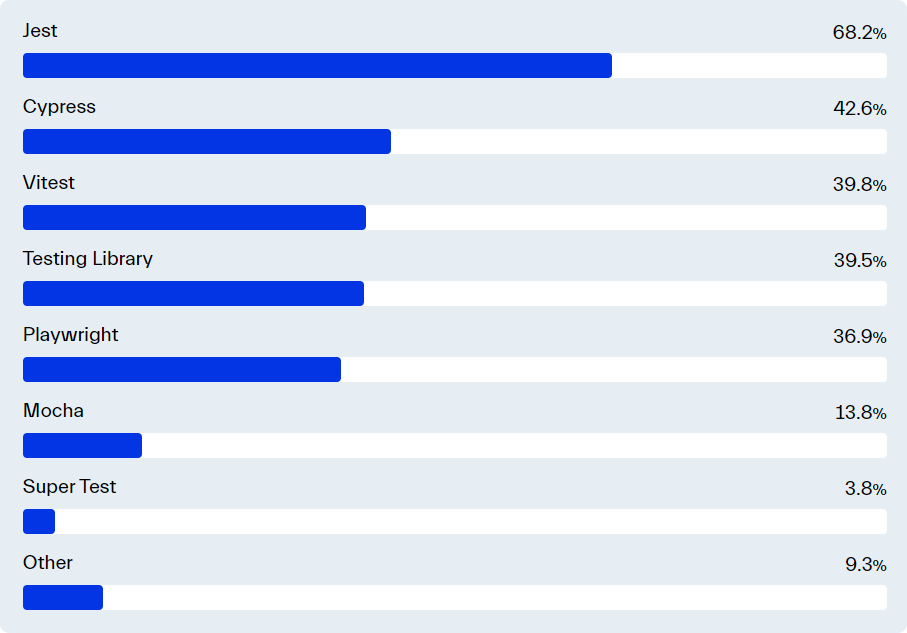 Jest 68.2%
Cypress 42.6%
Vitest 39.8%
Testing Library 39.5%
Playwright 36.9%
Mocha 13.8%
Super Test 3.8%
Other 9.3%